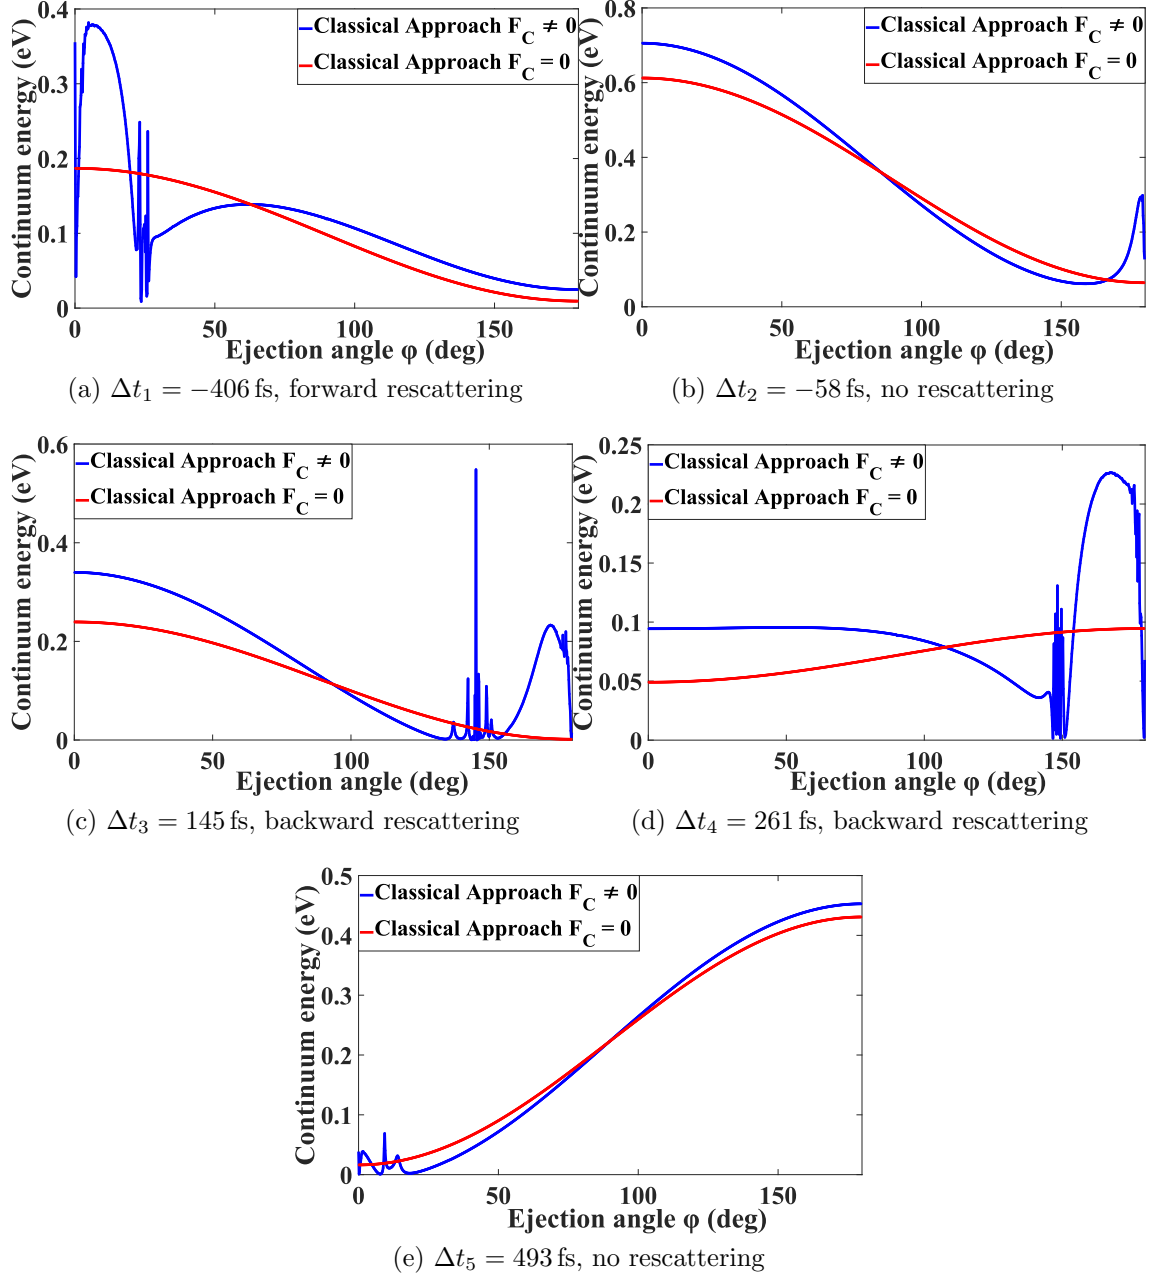 Continuum energy (eV)
0.4
0.3
0.2
0.1
0
Classical Approach F_C ≠ 0
Classical Approach F_C = 0
0 50 100 150
Ejection angle φ (deg)
(a) Δt₁ = −406 fs, forward rescattering
Continuum energy (eV)
0.8
0.6
0.4
0.2
0
Classical Approach F_C ≠ 0
Classical Approach F_C = 0
0 50 100 150
Ejection angle φ (deg)
(b) Δt₂ = −58 fs, no rescattering
Continuum energy (eV)
0.6
0.4
0.2
0
Classical Approach F_C ≠ 0
Classical Approach F_C = 0
0 50 100 150
Ejection angle (deg)
(c) Δt₃ = 145 fs, backward rescattering
Continuum energy (eV)
0.25
0.2
0.15
0.1
0.05
0
Classical Approach F_C ≠ 0
Classical Approach F_C = 0
0 50 100 150
Ejection angle φ (deg)
(d) Δt₄ = 261 fs, backward rescattering
Continuum energy (eV)
0.5
0.4
0.3
0.2
0.1
0
Classical Approach F_C ≠ 0
Classical Approach F_C = 0
0 50 100 150
Ejection angle φ (deg)
(e) Δt₅ = 493 fs, no rescattering